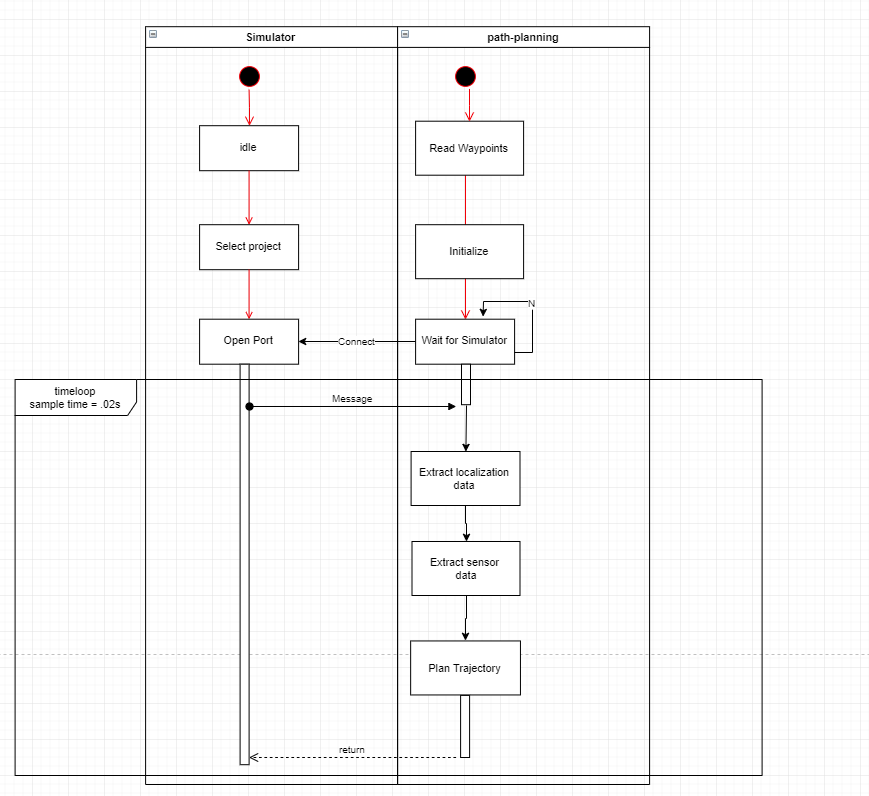 Simulator
path-planning
idle
Read Waypoints
Select project
Initialize
N
Open Port
Connect
Wait for Simulator
timeloop
sample time = .02s
Message
Extract localization
data
Extract sensor
data
Plan Trajectory
return